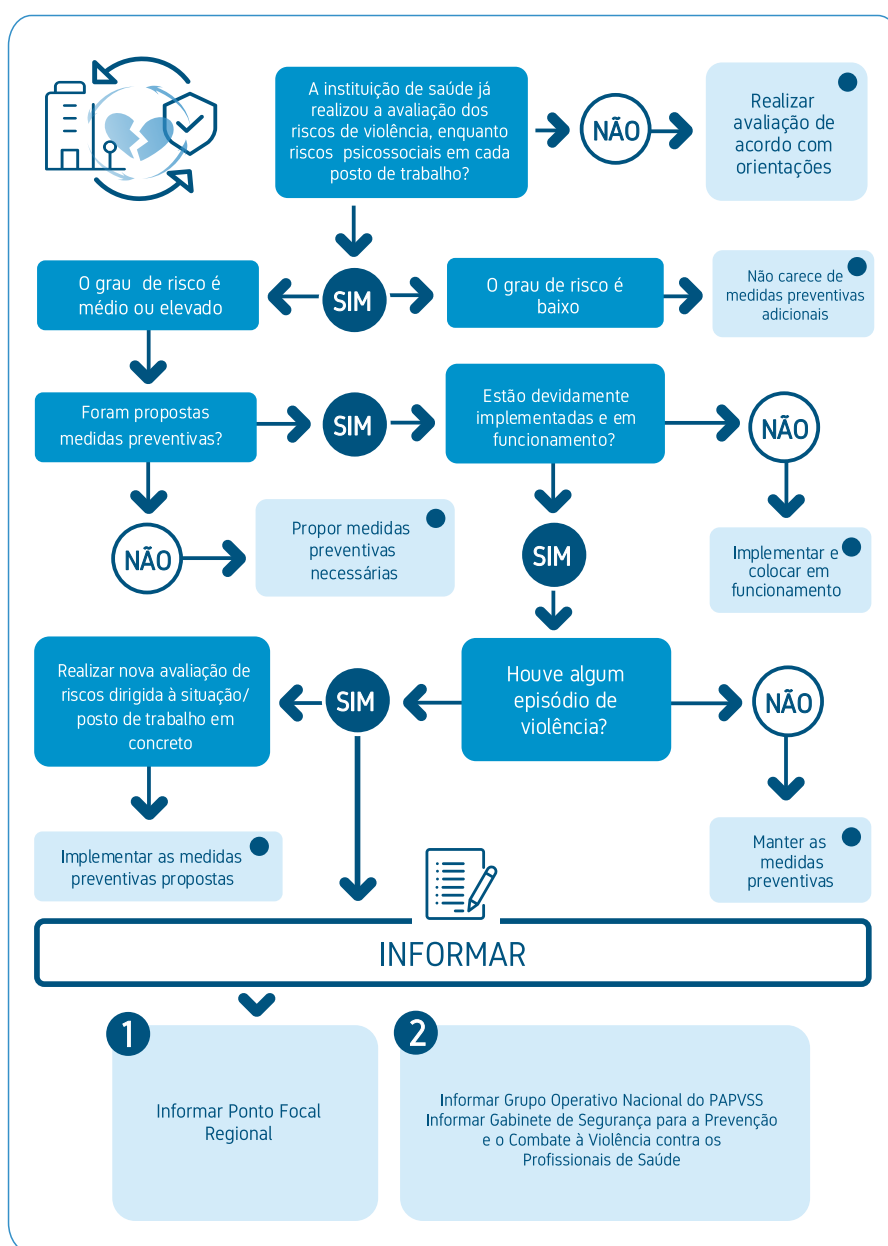 A instituição de saúde já
realizou a avaliação dos
riscos de violência, enquanto
riscos psicossociais em cada
posto de trabalho?
NÃO
Realizar
avaliação de
acordo com
orientações
O grau de risco é
médio ou elevado
SIM
O grau de risco é
baixo
Não carece de
medidas preventivas
adicionais
Foram propostas
medidas preventivas?
SIM
Estão devidamente
implementadas e em
funcionamento?
NÃO
NÃO
Propor medidas
preventivas
necessárias
SIM
Implementar e
colocar em
funcionamento
Realizar nova avaliação de
riscos dirigida à situação/
posto de trabalho em
concreto
SIM
Houve algum
episódio de
violência?
NÃO
Implementar as medidas
preventivas propostas
Manter as
medidas
preventivas
INFORMAR
1
Informar Ponto Focal
Regional
2
Informar Grupo Operativo Nacional do PAPVSS
Informar Gabinete de Segurança para a Prevenção
e o Combate à Violência contra os
Profissionais de Saúde